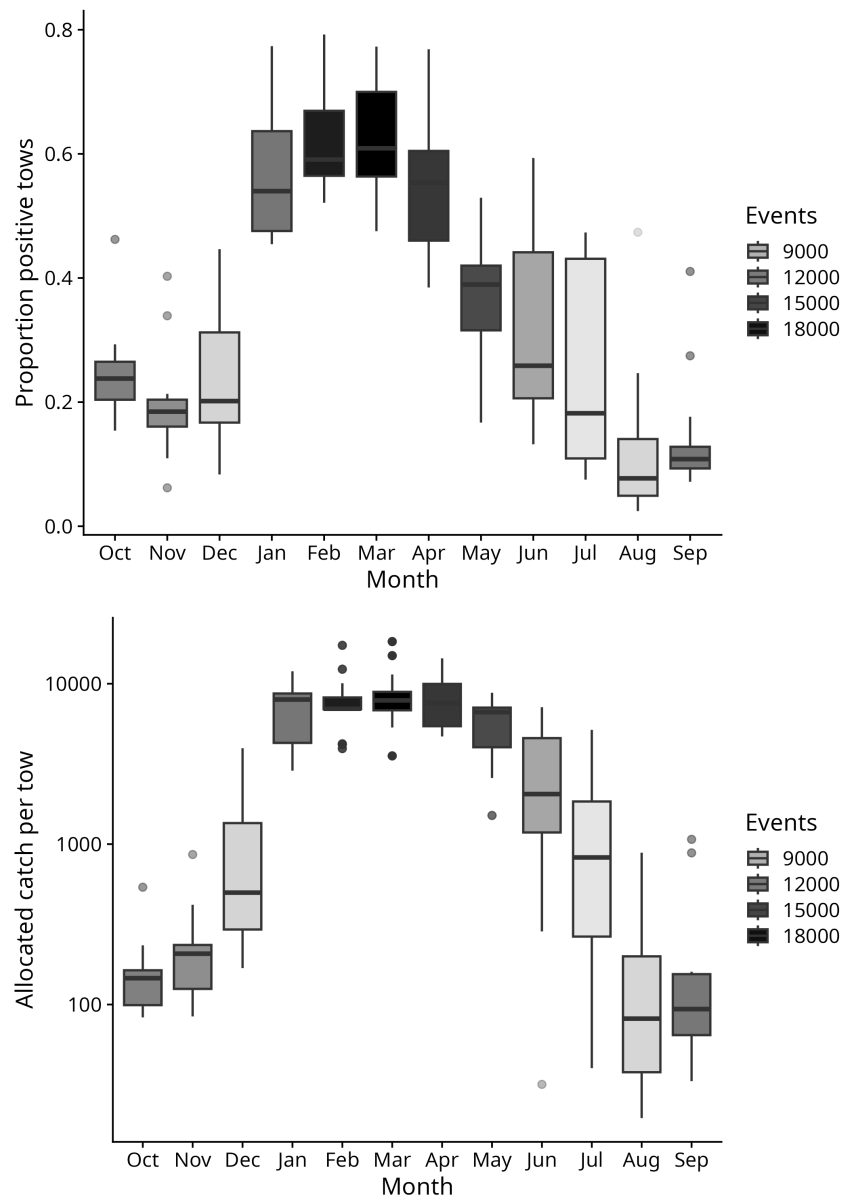 0.8
0.6
0.4
0.2
0.0
Proportion positive tows
Oct Nov Dec Jan Feb Mar Apr May Jun Jul Aug Sep
Month
Events
9000
12000
15000
18000
10000
1000
100
Allocated catch per tow
Oct Nov Dec Jan Feb Mar Apr May Jun Jul Aug Sep
Month
Events
9000
12000
15000
18000